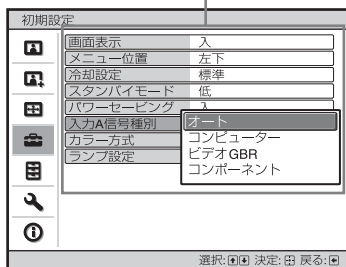 初期設定
画面表示 入
メニュー位置 左下
冷却設定 標準
スタンバイモード 低
パワーセービング 入
入力A信号種別 オート
カラー方式 コンピューター
ランプ設定 ビデオGBR
コンポーネント
選択:↑↓ 決定: 戻る:←